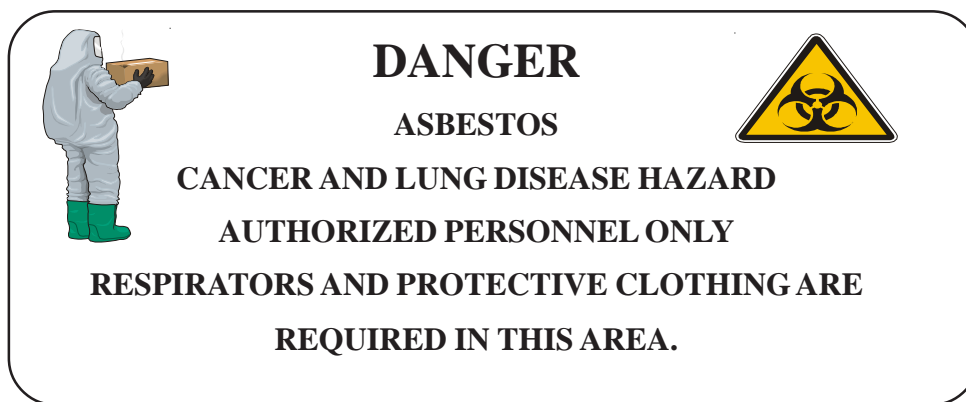 DANGER
ASBESTOS
CANCER AND LUNG DISEASE HAZARD
AUTHORIZED PERSONNEL ONLY
RESPIRATORS AND PROTECTIVE CLOTHING ARE
REQUIRED IN THIS AREA.